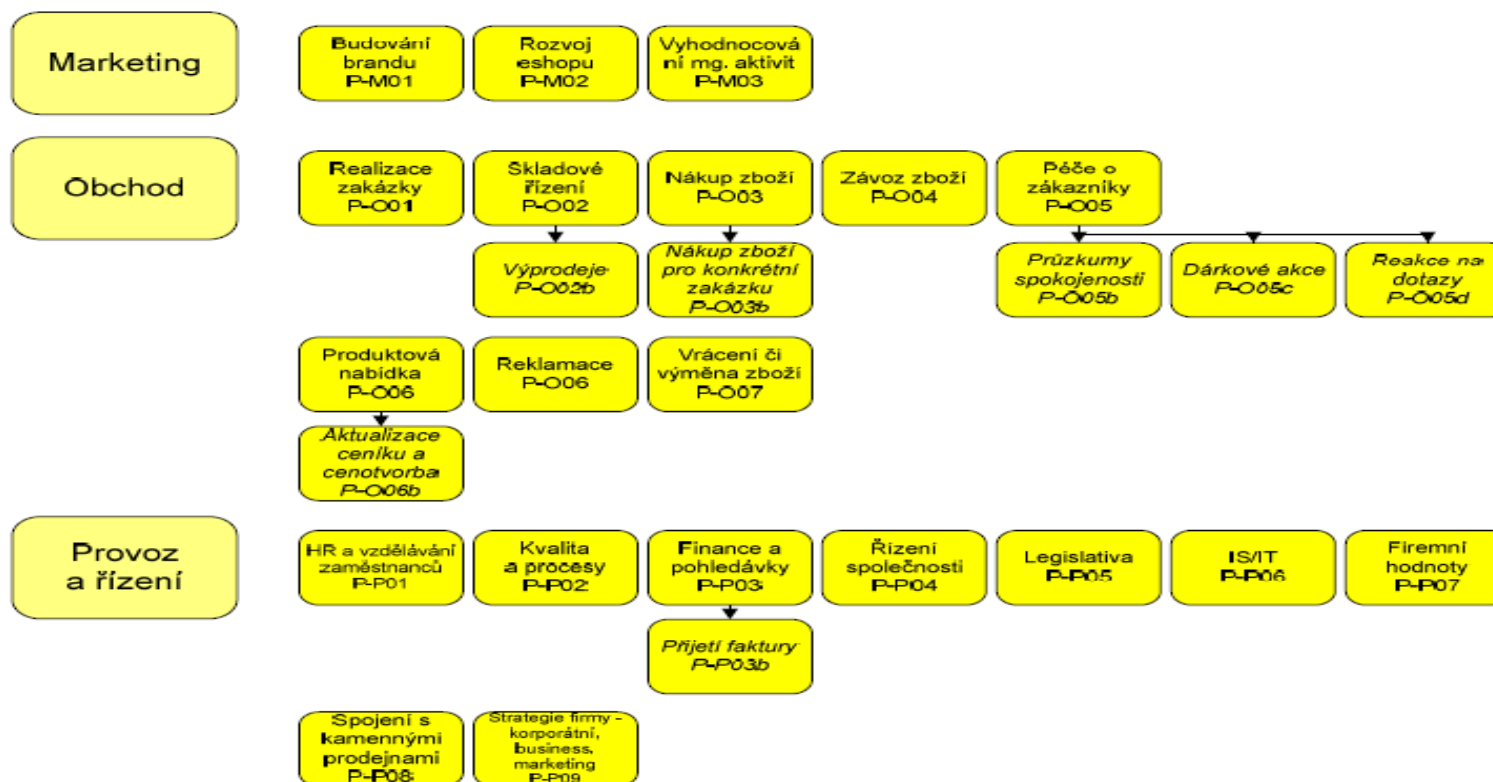 Marketing
Budování
brandu
P-M01
Rozvoj
eshopu
P-M02
Vyhodnocová
ní mg. aktivit
P-M03
Obchod
Realizace
zakázky
P-O01
Skladové
řízení
P-O02
Nákup zboží
P-O03
Závoz zboží
P-O04
Péče o
zákazníky
P-O05
Výprodeje
P-O02b
Nákup zboží
pro konkrétní
zakázku
P-O03b
Průzkumy
spokojenosti
P-O05b
Dárkové akce
P-O05c
Reakce na
dotazy
P-O05d
Produktová
nabídka
P-O06
Reklamace
P-O06
Vrácení či
výměna zboží
P-O07
Aktualizace
ceníku a
cenotvorba
P-O06b
Provoz
a řízení
HR a vzdělávání
zaměstnanců
P-P01
Kvalita
a procesy
P-P02
Finance a
pohledávky
P-P03
Řízení
společnosti
P-P04
Legislativa
P-P05
IS/IT
P-P06
Firemní
hodnoty
P-P07
Přijetí faktury
P-P03b
Spojení s
kamennými
prodejnami
P-P08
Strategie firmy -
korporátní,
business,
marketing
P-P09